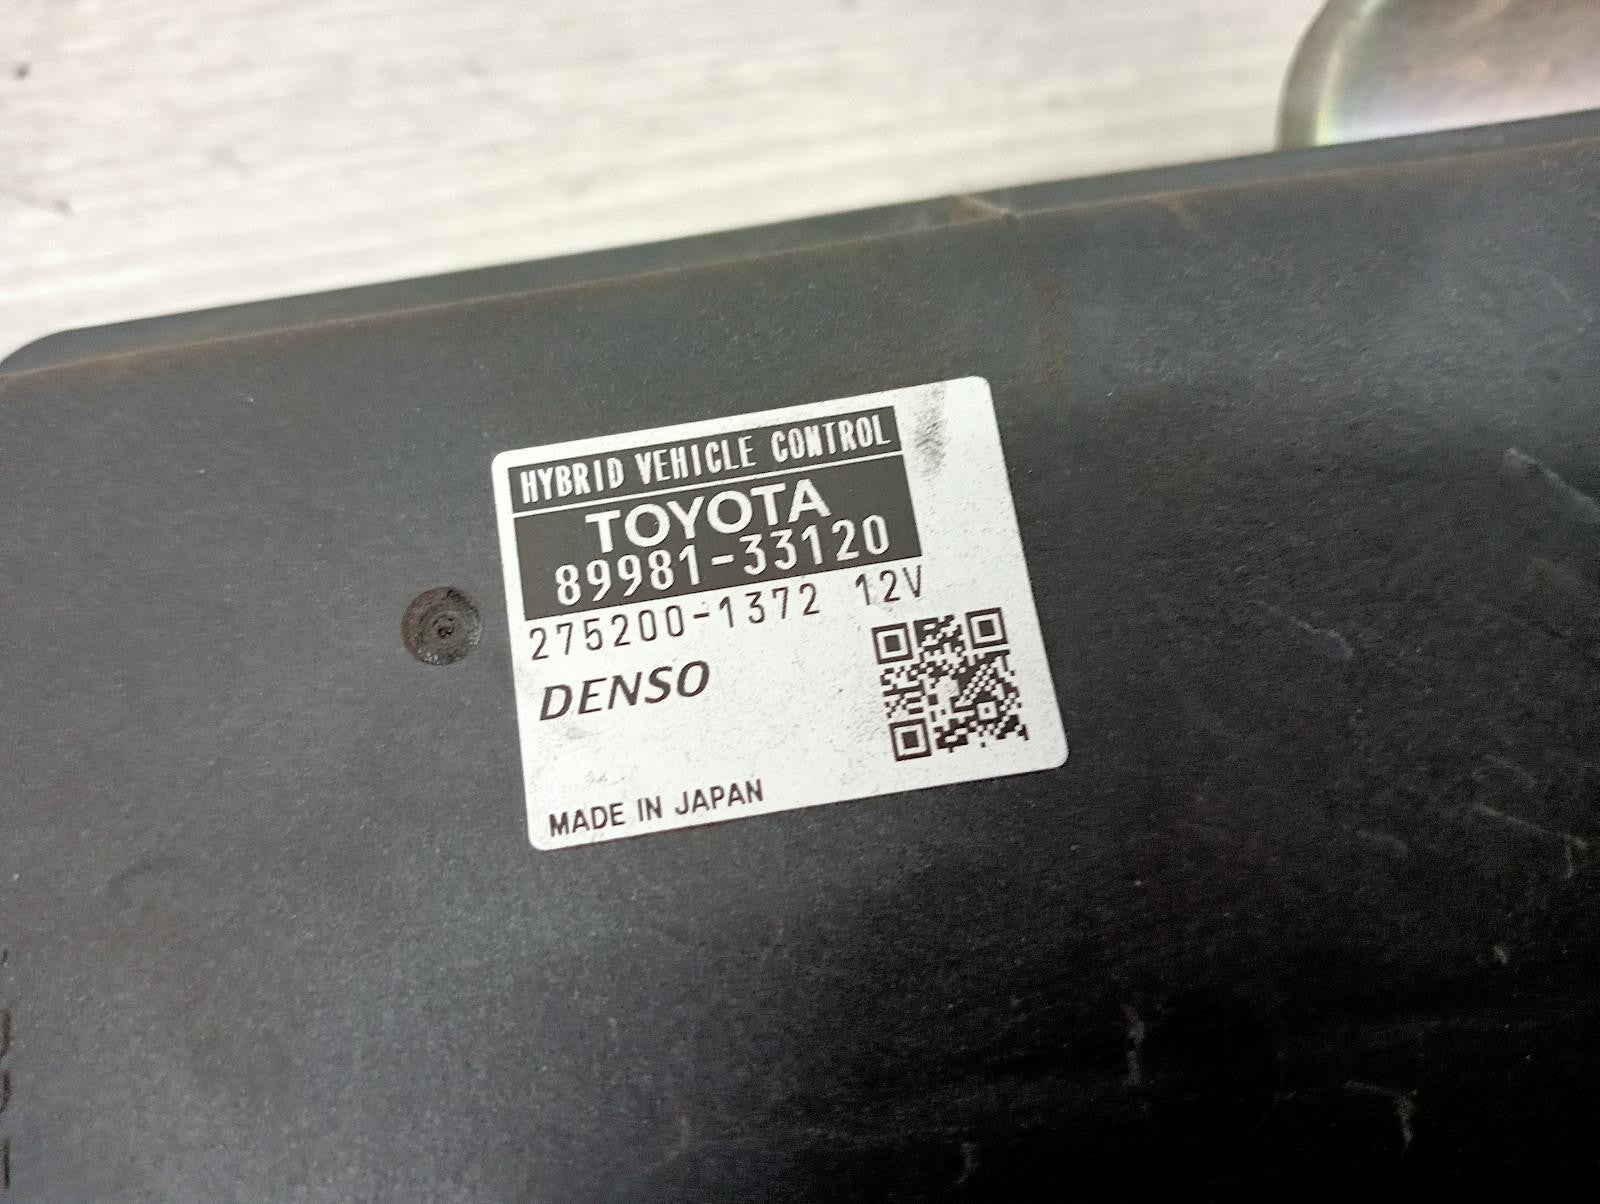 HYBRID VEHICLE CONTROL
TOYOTA
89981-33120
275200-1372 12V
DENSO
MADE IN JAPAN